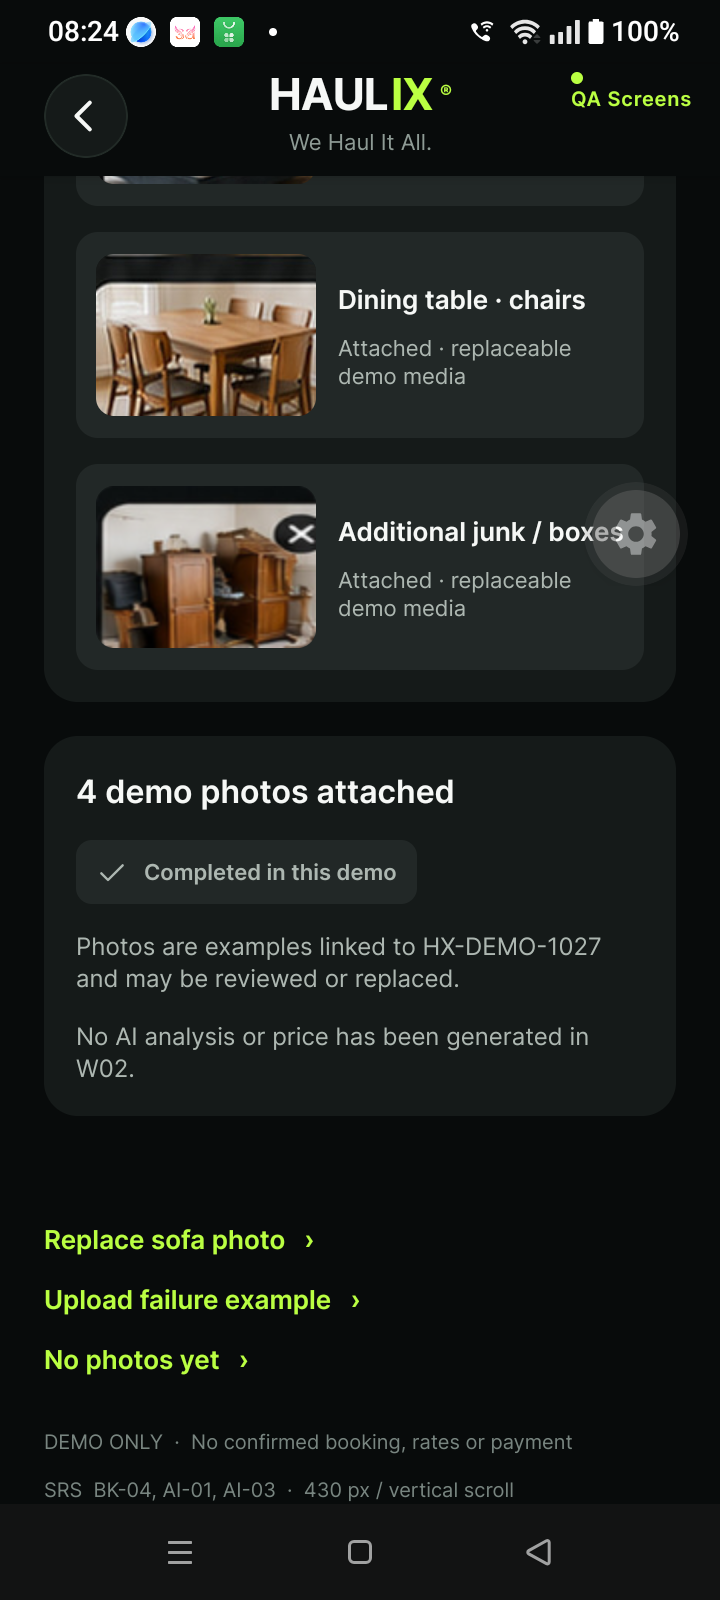 08:24
100%
HAULIX ®
We Haul It All.
QA Screens
Dining table · chairs
Attached · replaceable
demo media
Additional junk / boxes
Attached · replaceable
demo media
4 demo photos attached
Completed in this demo
Photos are examples linked to HX-DEMO-1027
and may be reviewed or replaced.
No AI analysis or price has been generated in
W02.
Replace sofa photo ›
Upload failure example ›
No photos yet ›
DEMO ONLY · No confirmed booking, rates or payment
SRS BK-04, AI-01, AI-03 · 430 px / vertical scroll